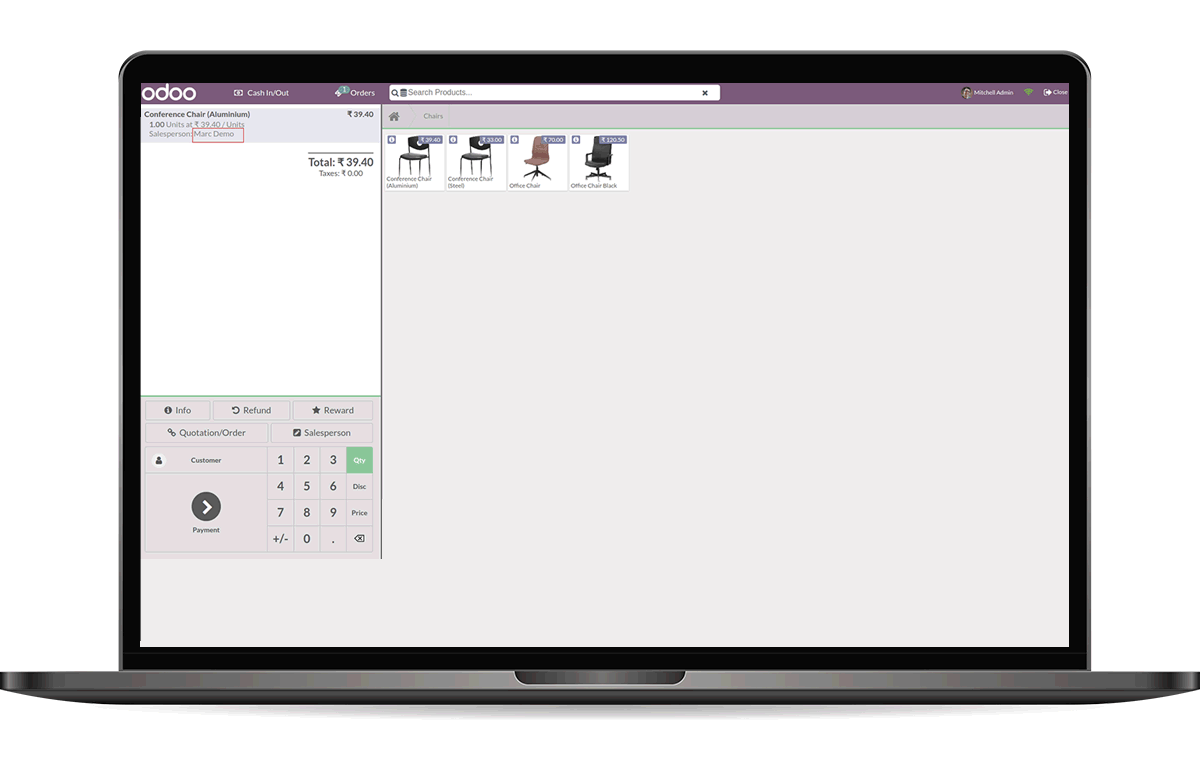 odoo
Cash In/Out
1
Orders
Search Products...
Mitchell Admin
Close
Conference Chair (Aluminium)
₹ 39.40
1.00 Units at ₹ 39.40 / Units
Salesperson: Marc Demo
Total: ₹ 39.40
Taxes: ₹ 0.00
Chairs
₹ 39.40
Conference Chair
(Aluminium)
₹ 33.00
Conference Chair
(Steel)
₹ 70.00
Office Chair
₹ 120.50
Office Chair Black
Info
Refund
Reward
Quotation/Order
Salesperson
Customer
1 2 3 Qty
4 5 6 Disc
7 8 9 Price
+/- 0 .
Payment